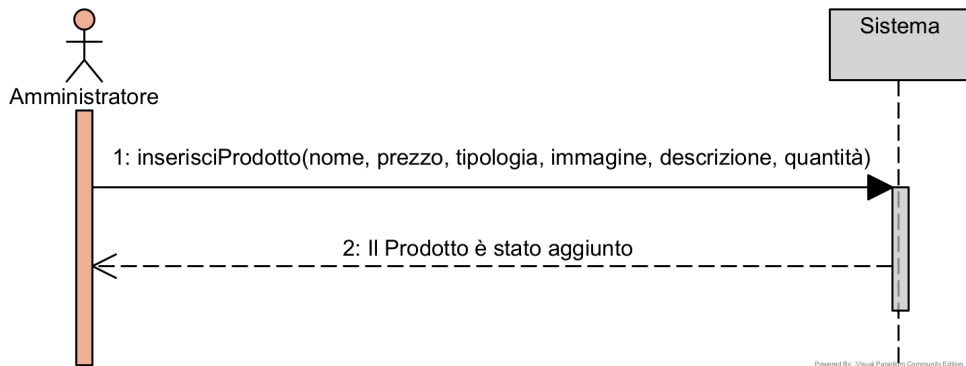 Sistema
Amministratore
1: inserisciProdotto(nome, prezzo, tipologia, immagine, descrizione, quantità)
2: Il Prodotto è stato aggiunto
Powered By: Visual Paradigm Community Edition